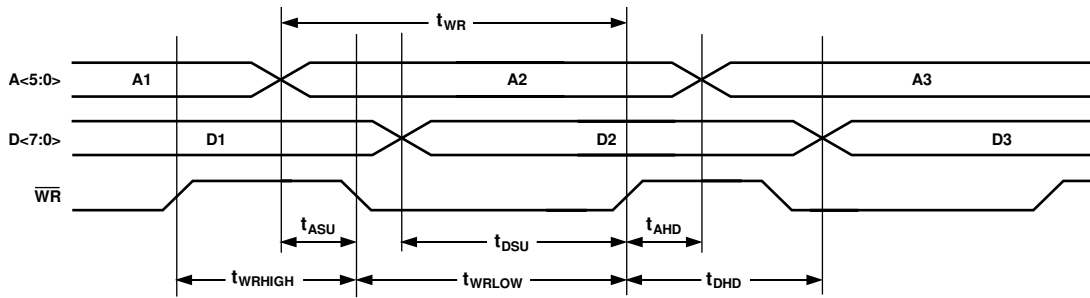 tWR
A<5:0> A1 A2 A3
D<7:0> D1 D2 D3
WR
tASU tAHD
tDSU
tWRHIGH tWRLOW tDHD